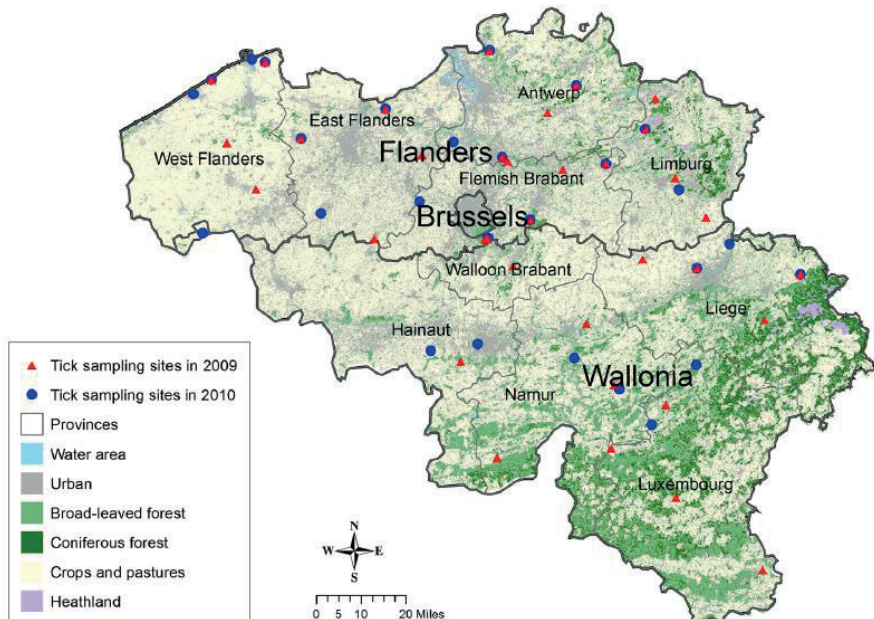 Antwerp
East Flanders
West Flanders
Flanders
Limburg
Flemish Brabant
Brussels
Walloon Brabant
Liege
Hainaut
Wallonia
Namur
Luxembourg
Tick sampling sites in 2009
Tick sampling sites in 2010
Provinces
Water area
Urban
Broad-leaved forest
Coniferous forest
Crops and pastures
Heathland
N
W E
S
0 5 10 20 Miles